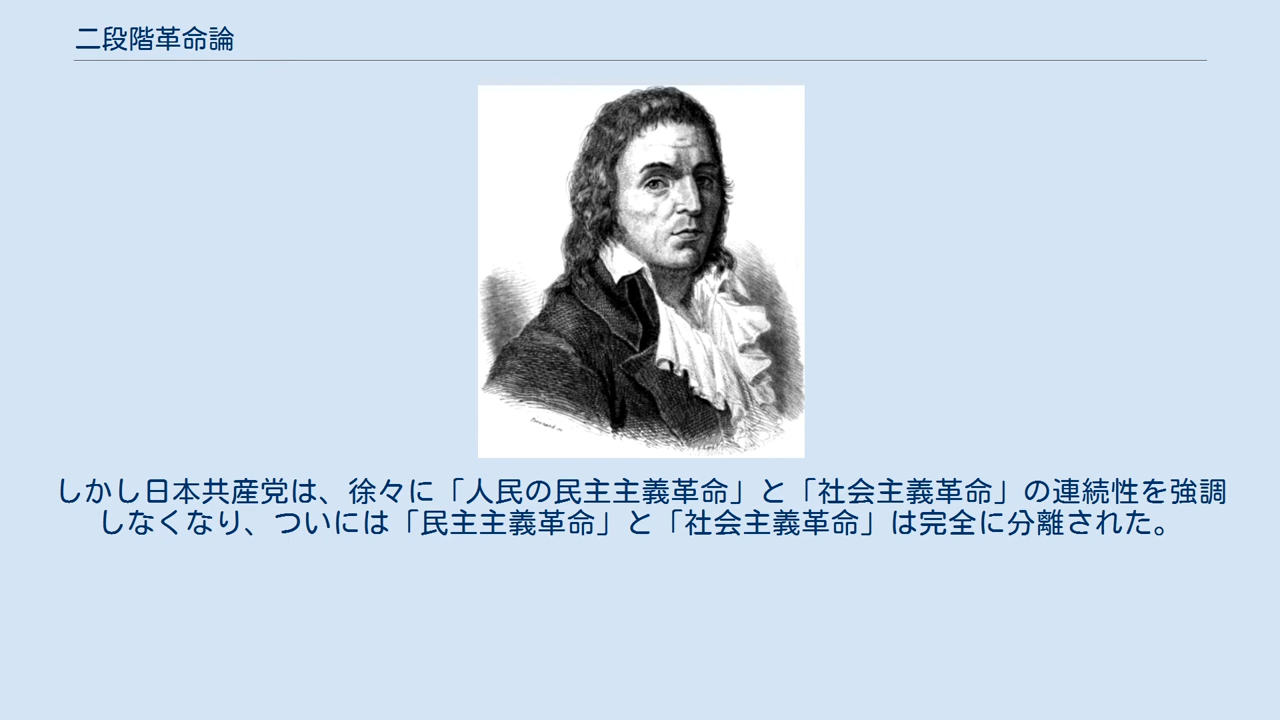 二段階革命論
しかし日本共産党は、徐々に「人民の民主主義革命」と「社会主義革命」の連続性を強調
しなくなり、ついには「民主主義革命」と「社会主義革命」は完全に分離された。